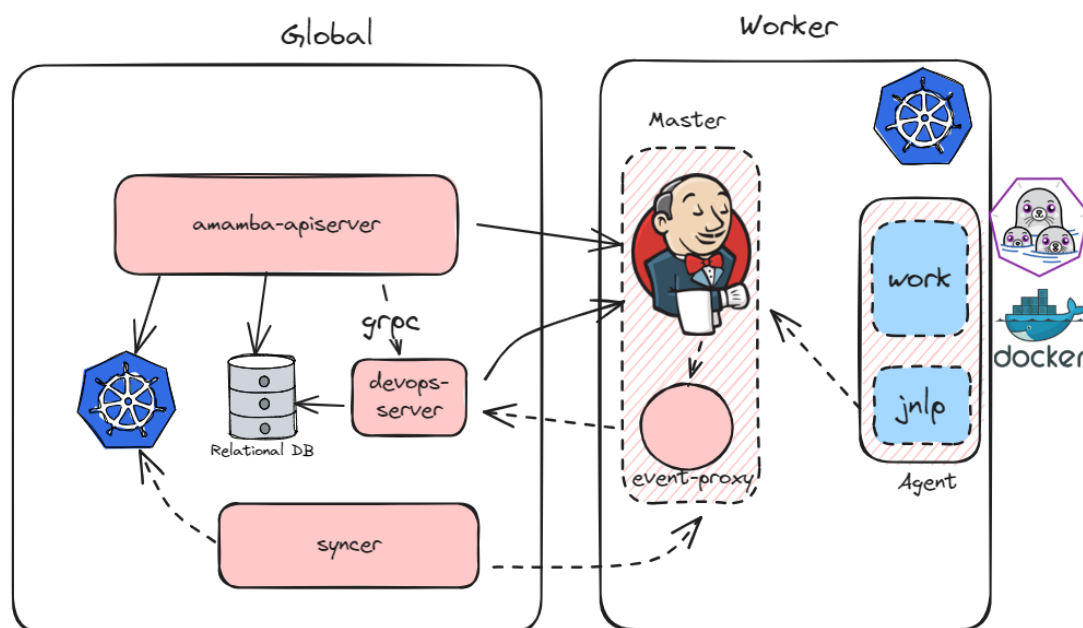 Global
Worker
Master
amamba-apiserver
work
grpc
docker
devops-
server
jnlp
Relational DB
event-proxy
Agent
syncer